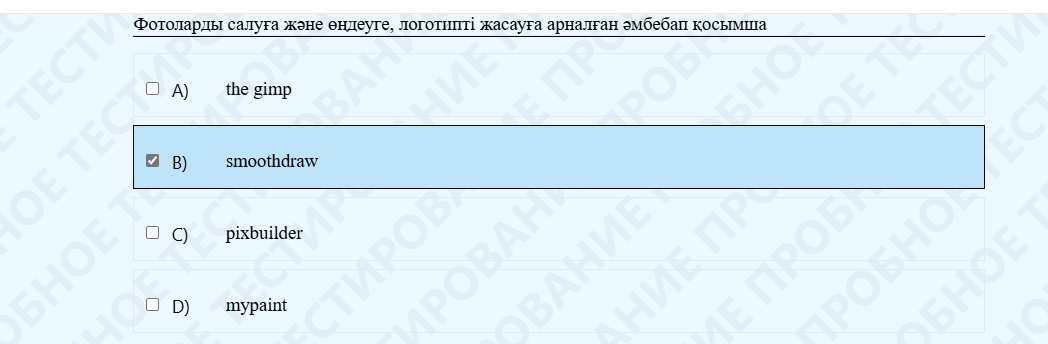 Фотоларды салуға және өңдеуге, логотипті жасауға арналған әмбебап қосымша
A) the gimp
B) smoothdraw
C) pixbuilder
D) mypaint